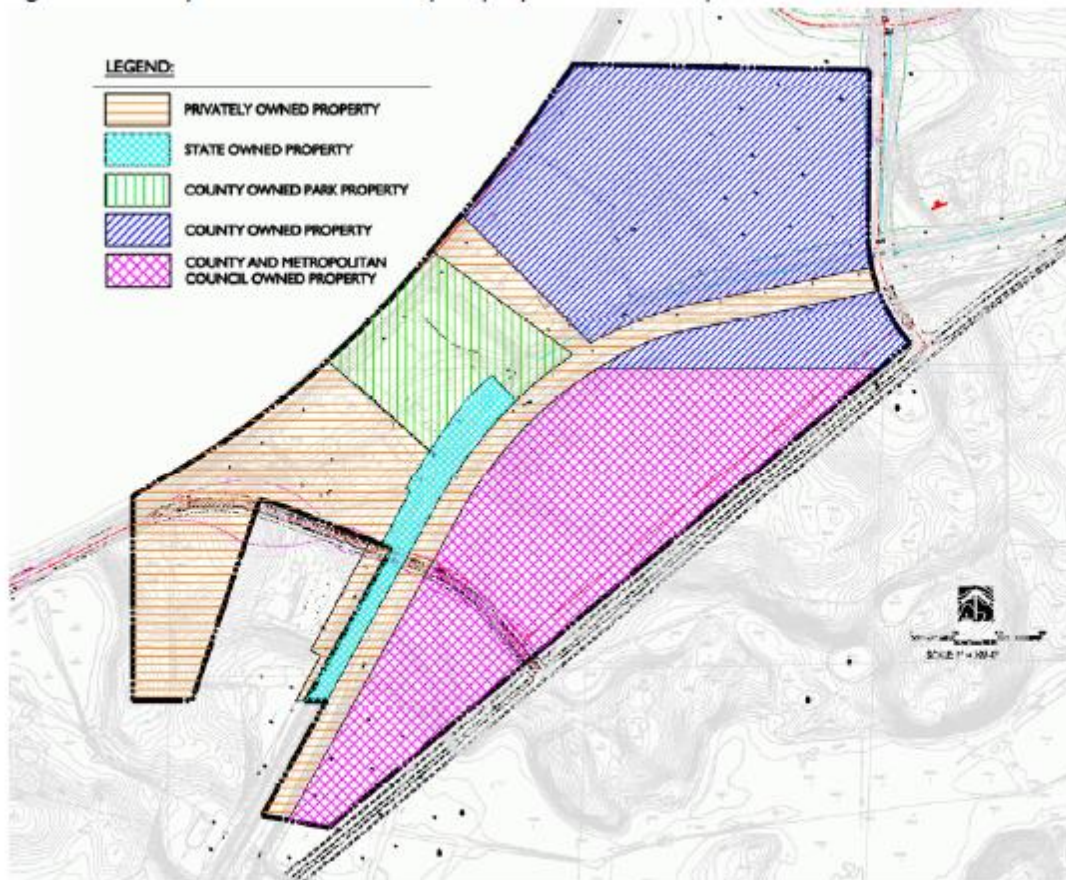 LEGEND:
PRIVATELY OWNED PROPERTY
STATE OWNED PROPERTY
COUNTY OWNED PARK PROPERTY
COUNTY OWNED PROPERTY
COUNTY AND METROPOLITAN
COUNCIL OWNED PROPERTY